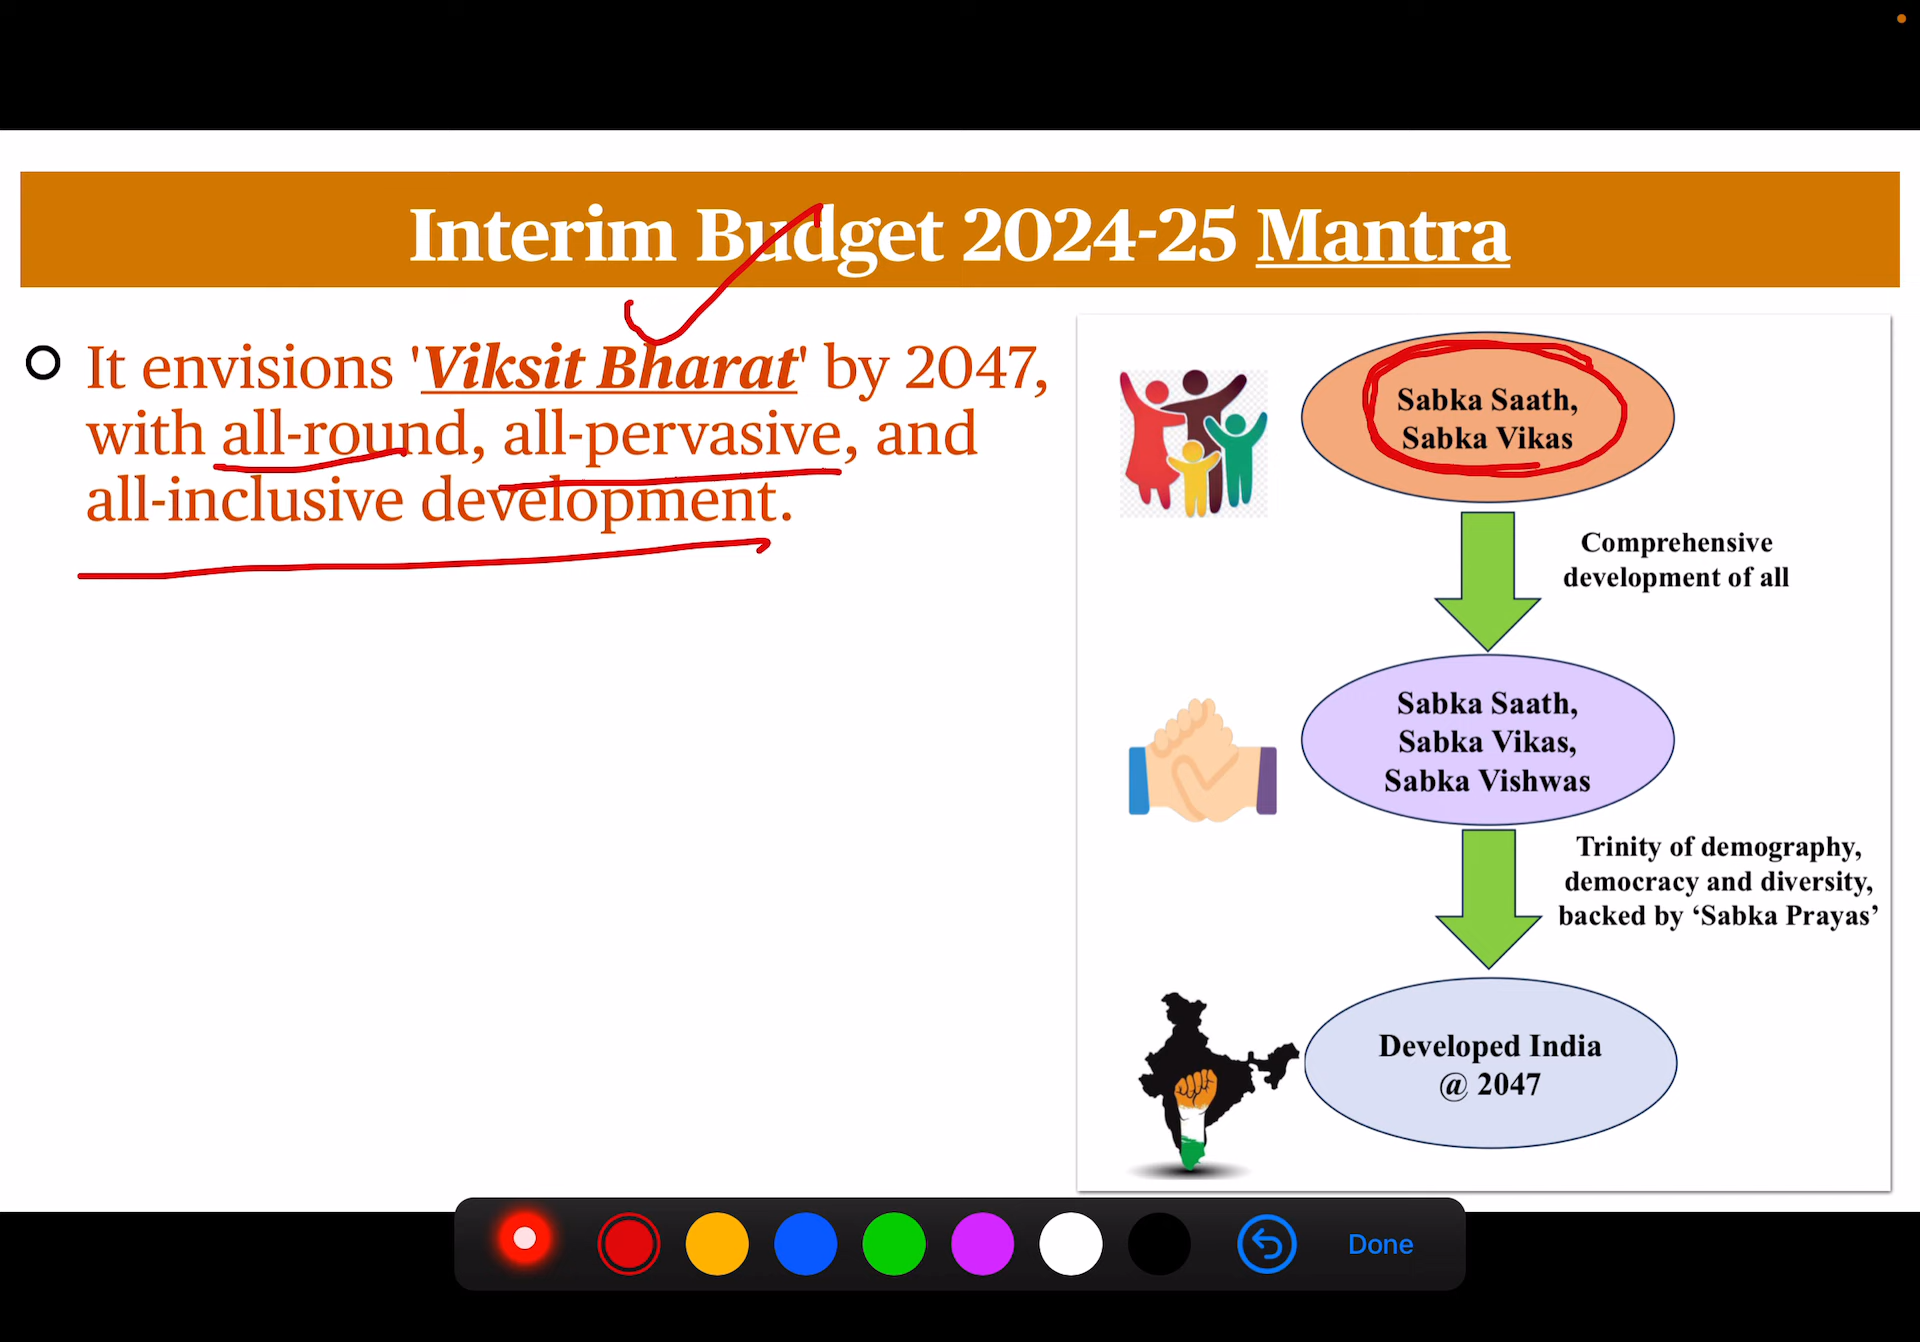 Interim Budget 2024-25 Mantra
It envisions 'Viksit Bharat' by 2047,
with all-round, all-pervasive, and
all-inclusive development.
Sabka Saath,
Sabka Vikas
Comprehensive
development of all
Sabka Saath,
Sabka Vikas,
Sabka Vishwas
Trinity of demography,
democracy and diversity,
backed by ‘Sabka Prayas’
Developed India
@ 2047
Done